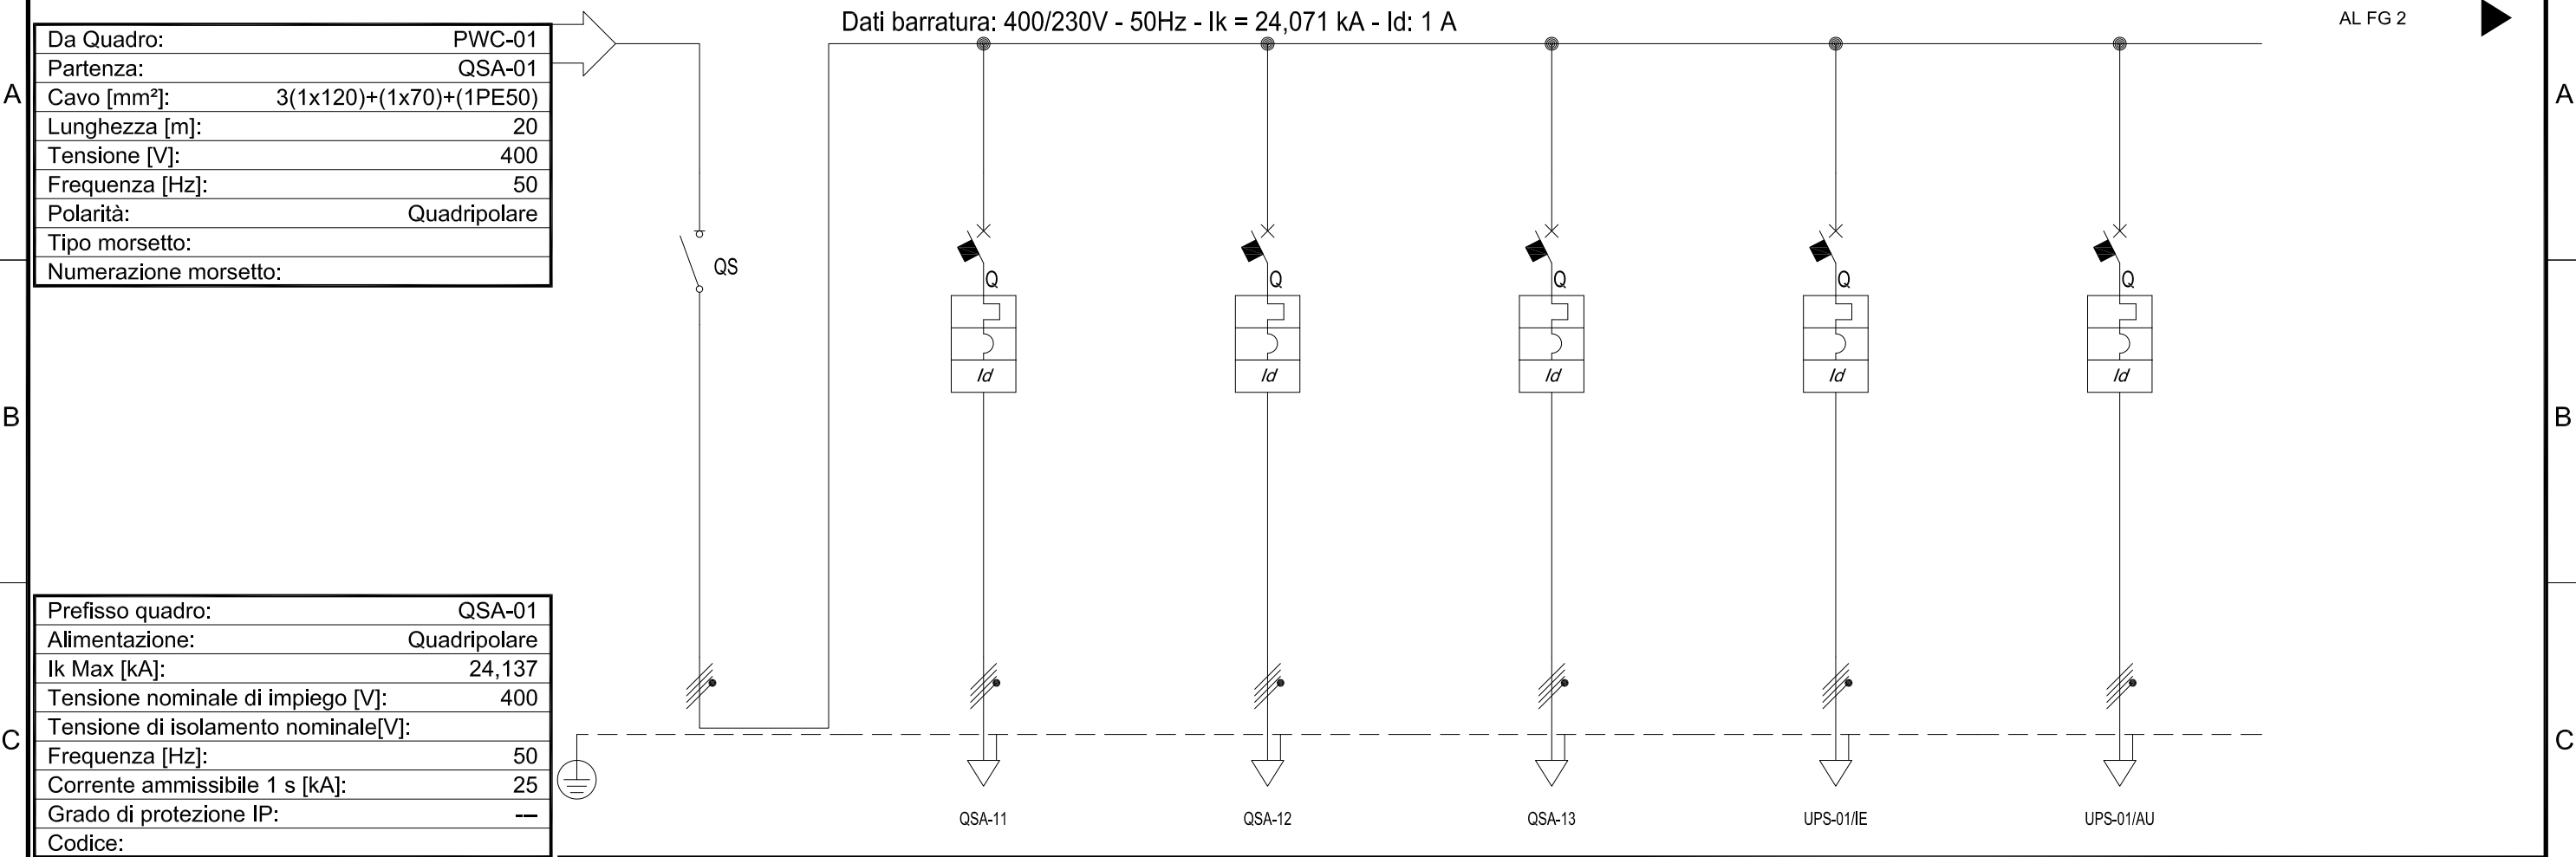 Dati barratura: 400/230V - 50Hz - Ik = 24,071 kA - Id: 1 A
AL FG 2
Da Quadro: PWC-01
Partenza: QSA-01
Cavo [mm²]: 3(1x120)+(1x70)+(1PE50)
Lunghezza [m]: 20
Tensione [V]: 400
Frequenza [Hz]: 50
Polarità: Quadripolare
Tipo morsetto:
Numerazione morsetto:
A
A
QS
Q
Q
Q
Q
Q
Id
Id
Id
Id
Id
B
B
Prefisso quadro: QSA-01
Alimentazione: Quadripolare
Ik Max [kA]: 24,137
Tensione nominale di impiego [V]: 400
Tensione di isolamento nominale[V]:
Frequenza [Hz]: 50
Corrente ammissibile 1 s [kA]: 25
Grado di protezione IP: ---
Codice:
C
C
QSA-11
QSA-12
QSA-13
UPS-01/IE
UPS-01/AU